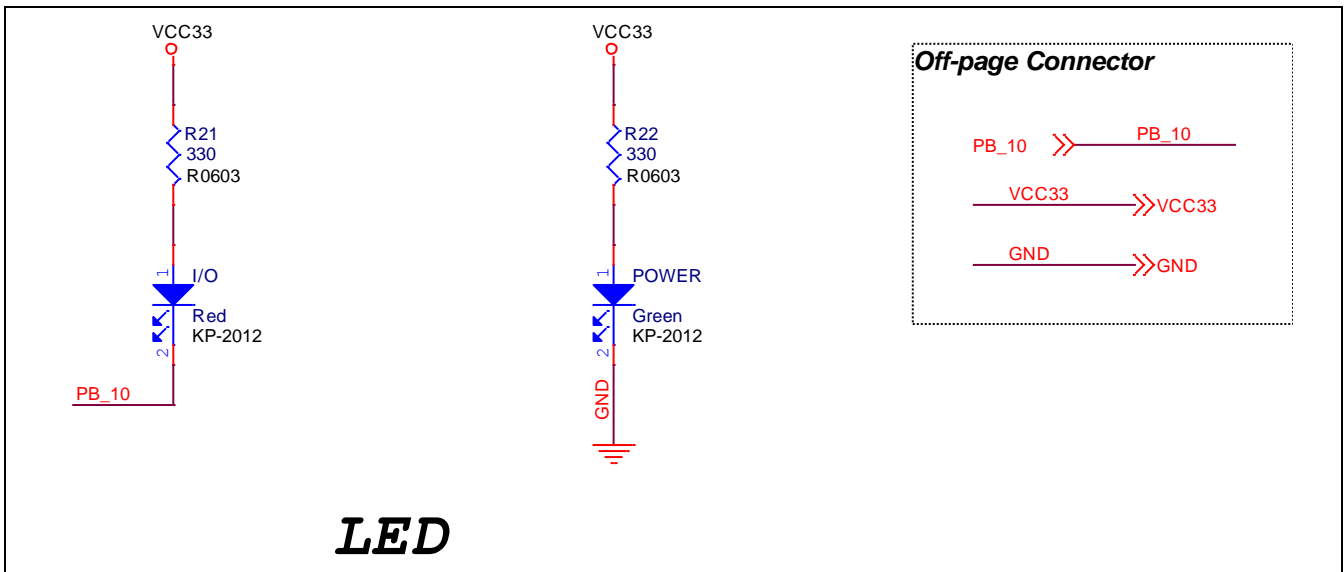 VCC33
R21
330
R0603
1
I/O
Red
KP-2012
2
PB_10
VCC33
R22
330
R0603
1
POWER
Green
KP-2012
2
GND
Off-page Connector
PB_10 PB_10
VCC33 VCC33
GND GND
LED